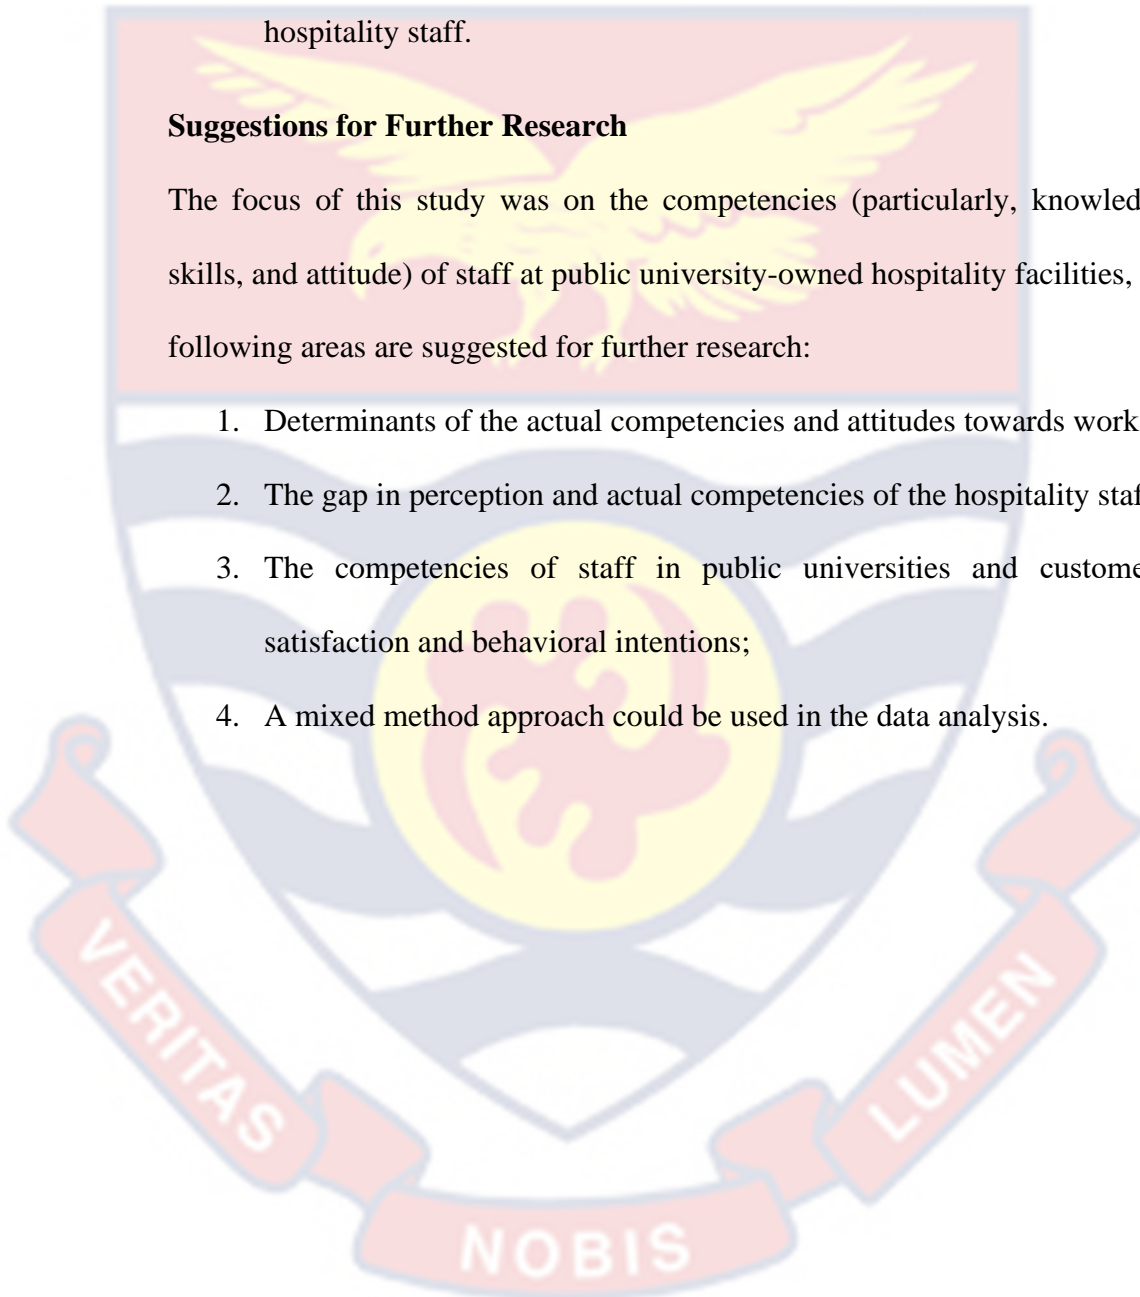 hospitality staff.
Suggestions for Further Research
The focus of this study was on the competencies (particularly, knowled
skills, and attitude) of staff at public university-owned hospitality facilities,
following areas are suggested for further research:
1. Determinants of the actual competencies and attitudes towards work
2. The gap in perception and actual competencies of the hospitality staf
3. The competencies of staff in public universities and custome
satisfaction and behavioral intentions;
4. A mixed method approach could be used in the data analysis.
VERITAS
NOBIS
LUMEN